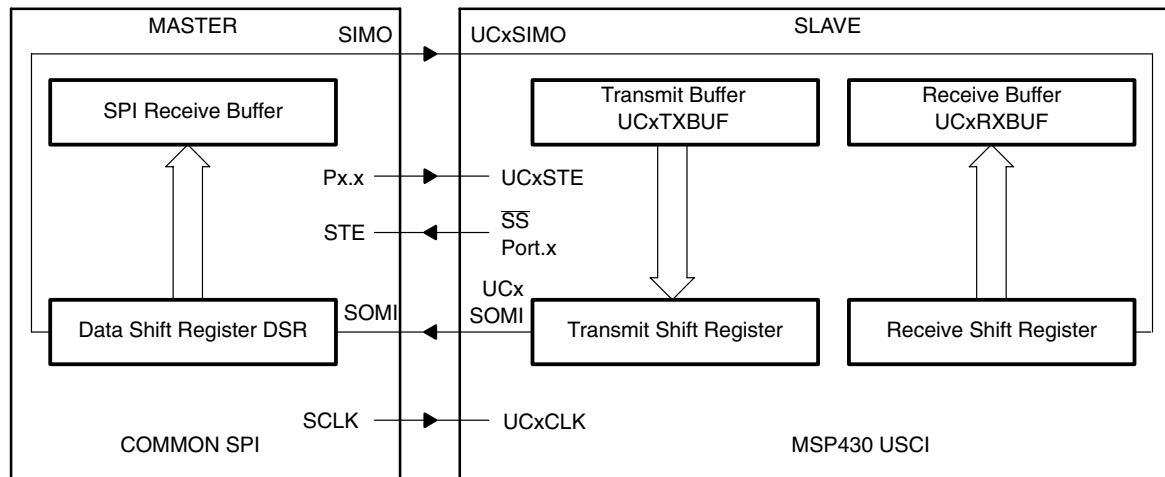 MASTER
SIMO
SPI Receive Buffer
Px.x
STE
SOMI
Data Shift Register DSR
SCLK
COMMON SPI
SLAVE
UCxSIMO
Transmit Buffer
UCxTXBUF
Receive Buffer
UCxRXBUF
UCxSTE
SS
Port.x
UCx
SOMI
Transmit Shift Register
Receive Shift Register
UCxCLK
MSP430 USCI